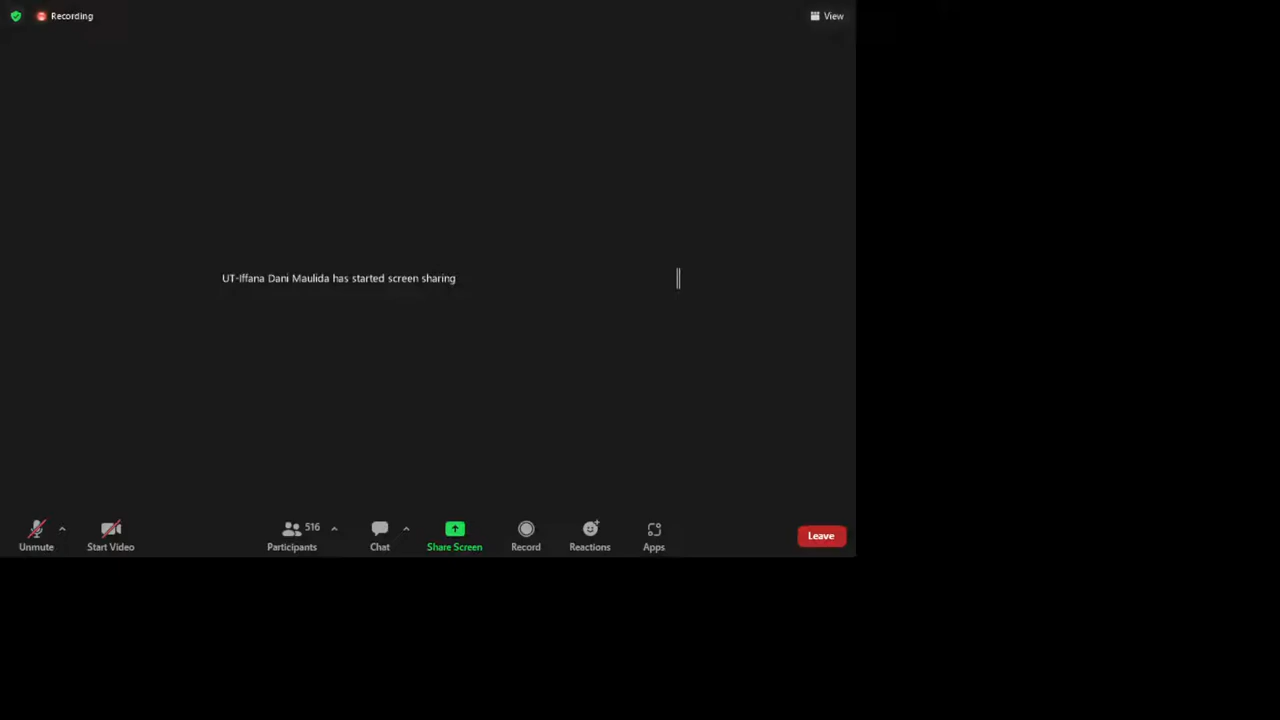 Recording
View
UT-Iffana Dani Maulida has started screen sharing
516
Unmute
Start Video
Participants
Chat
Share Screen
Record
Reactions
Apps
Leave